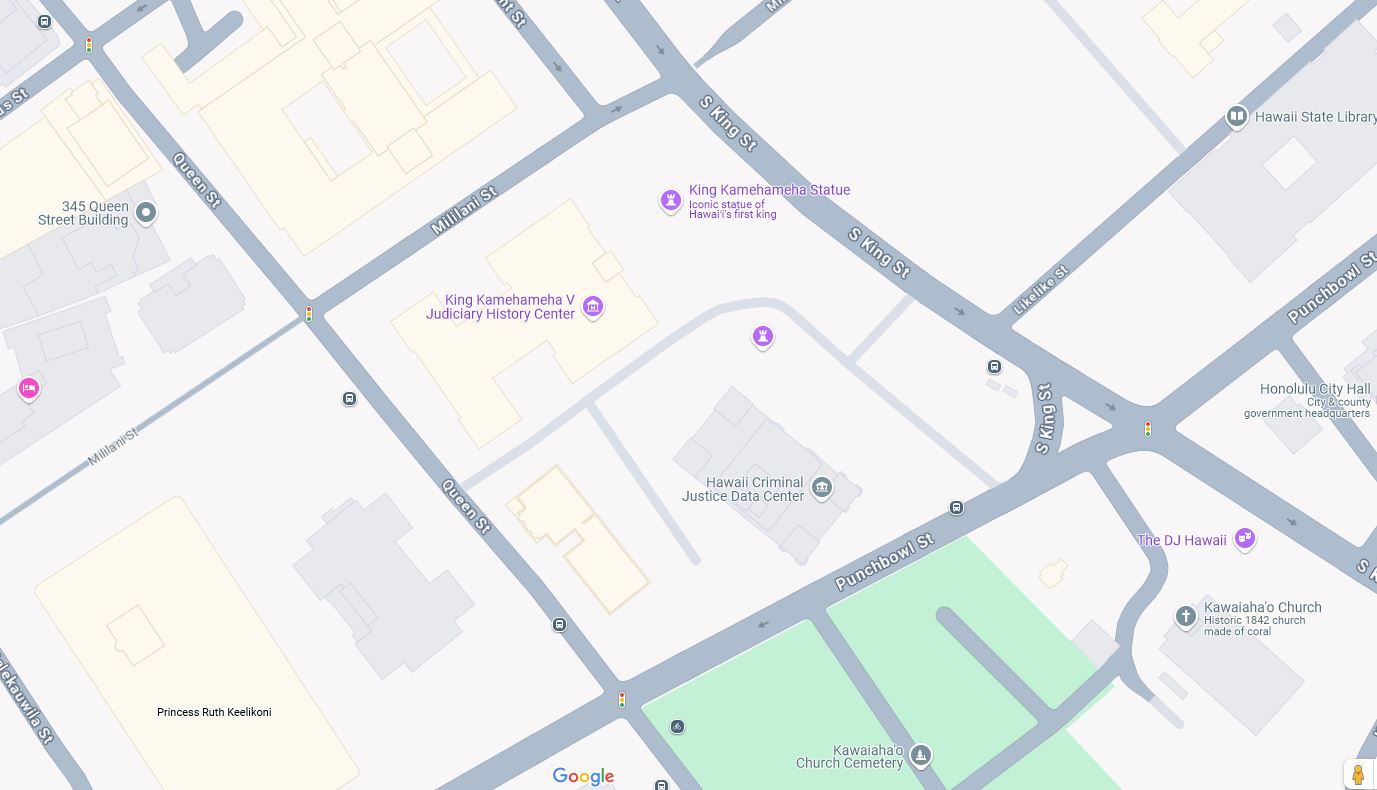 S King St
Hawaii State Library
Queen St
King Kamehameha Statue
Iconic statue of
Hawai'i's first king
345 Queen
Street Building
Mililani St
S King St
Likelike St
Punchbowl St
King Kamehameha V
Judiciary History Center
Honolulu City Hall
City & county
government headquarters
S King St
Mililani St
Queen St
Hawaii Criminal
Justice Data Center
The DJ Hawaii
Punchbowl St
Kawaiaha'o Church
Historic 1842 church
made of coral
Princess Ruth Keelikoni
Kawaiaha'o
Church Cemetery
Google